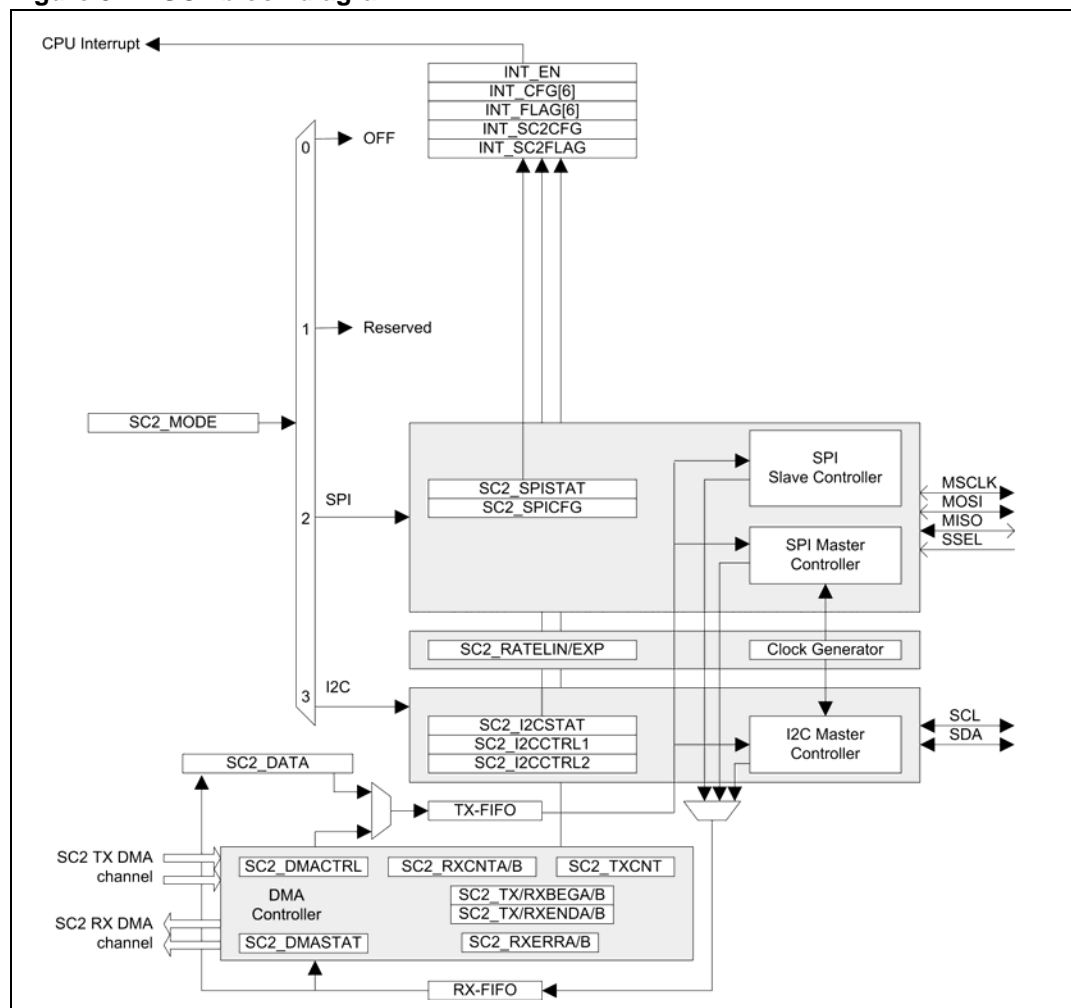 CPU Interrupt
INT_EN
INT_CFG[6]
INT_FLAG[6]
INT_SC2CFG
INT_SC2FLAG
0
OFF
1
Reserved
SC2_MODE
SPI
2
SC2_SPISTAT
SC2_SPICFG
SPI
Slave Controller
SPI Master
Controller
MSCLK
MOSI
MISO
SSEL
SC2_RATELIN/EXP
Clock Generator
I2C
3
SC2_I2CSTAT
SC2_I2CCTRL1
SC2_I2CCTRL2
I2C Master
Controller
SCL
SDA
SC2_DATA
TX-FIFO
SC2 TX DMA
channel
SC2_DMACTRL
SC2_RXCNTA/B
SC2_TXCNT
DMA
Controller
SC2_TX/RXBEGA/B
SC2_TX/RXENDA/B
SC2 RX DMA
channel
SC2_DMASTAT
SC2_RXERRA/B
RX-FIFO